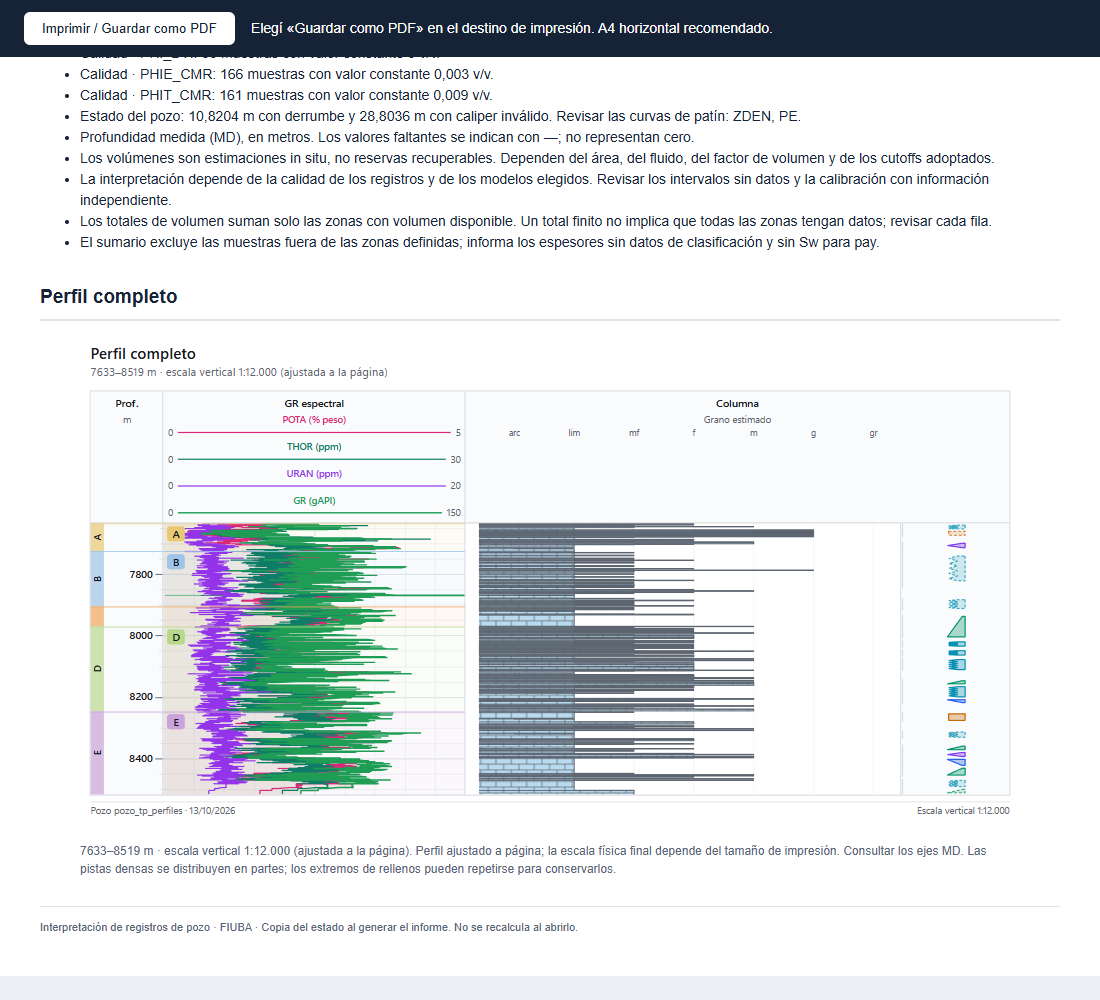 Imprimir / Guardar como PDF
Elegí «Guardar como PDF» en el destino de impresión. A4 horizontal recomendado.
Calidad · PHIE_CMR: 166 muestras con valor constante 0,003 v/v.
Calidad · PHIT_CMR: 161 muestras con valor constante 0,009 v/v.
Estado del pozo: 10,8204 m con derrumbe y 28,8036 m con caliper inválido. Revisar las curvas de patín: ZDEN, PE.
Profundidad medida (MD), en metros. Los valores faltantes se indican con —; no representan cero.
Los volúmenes son estimaciones in situ, no reservas recuperables. Dependen del área, del fluido, del factor de volumen y de los cutoffs adoptados.
La interpretación depende de la calidad de los registros y de los modelos elegidos. Revisar los intervalos sin datos y la calibración con información
independiente.
Los totales de volumen suman solo las zonas con volumen disponible. Un total finito no implica que todas las zonas tengan datos; revisar cada fila.
El sumario excluye las muestras fuera de las zonas definidas; informa los espesores sin datos de clasificación y sin Sw para pay.
Perfil completo
Perfil completo
7633–8519 m · escala vertical 1:12.000 (ajustada a la página)
Prof.
m
GR espectral
POTA (% peso)
0 5
THOR (ppm)
0 30
URAN (ppm)
0 20
GR (gAPI)
0 150
Columna
Grano estimado
arc lim mf f m g gr
A A
B B
7800
8000
D D
8200
E E
8400
Pozo pozo_tp_perfiles · 13/10/2026
Escala vertical 1:12.000
7633–8519 m · escala vertical 1:12.000 (ajustada a la página). Perfil ajustado a página; la escala física final depende del tamaño de impresión. Consultar los ejes MD. Las
pistas densas se distribuyen en partes; los extremos de rellenos pueden repetirse para conservarlos.
Interpretación de registros de pozo · FIUBA · Copia del estado al generar el informe. No se recalcula al abrirlo.